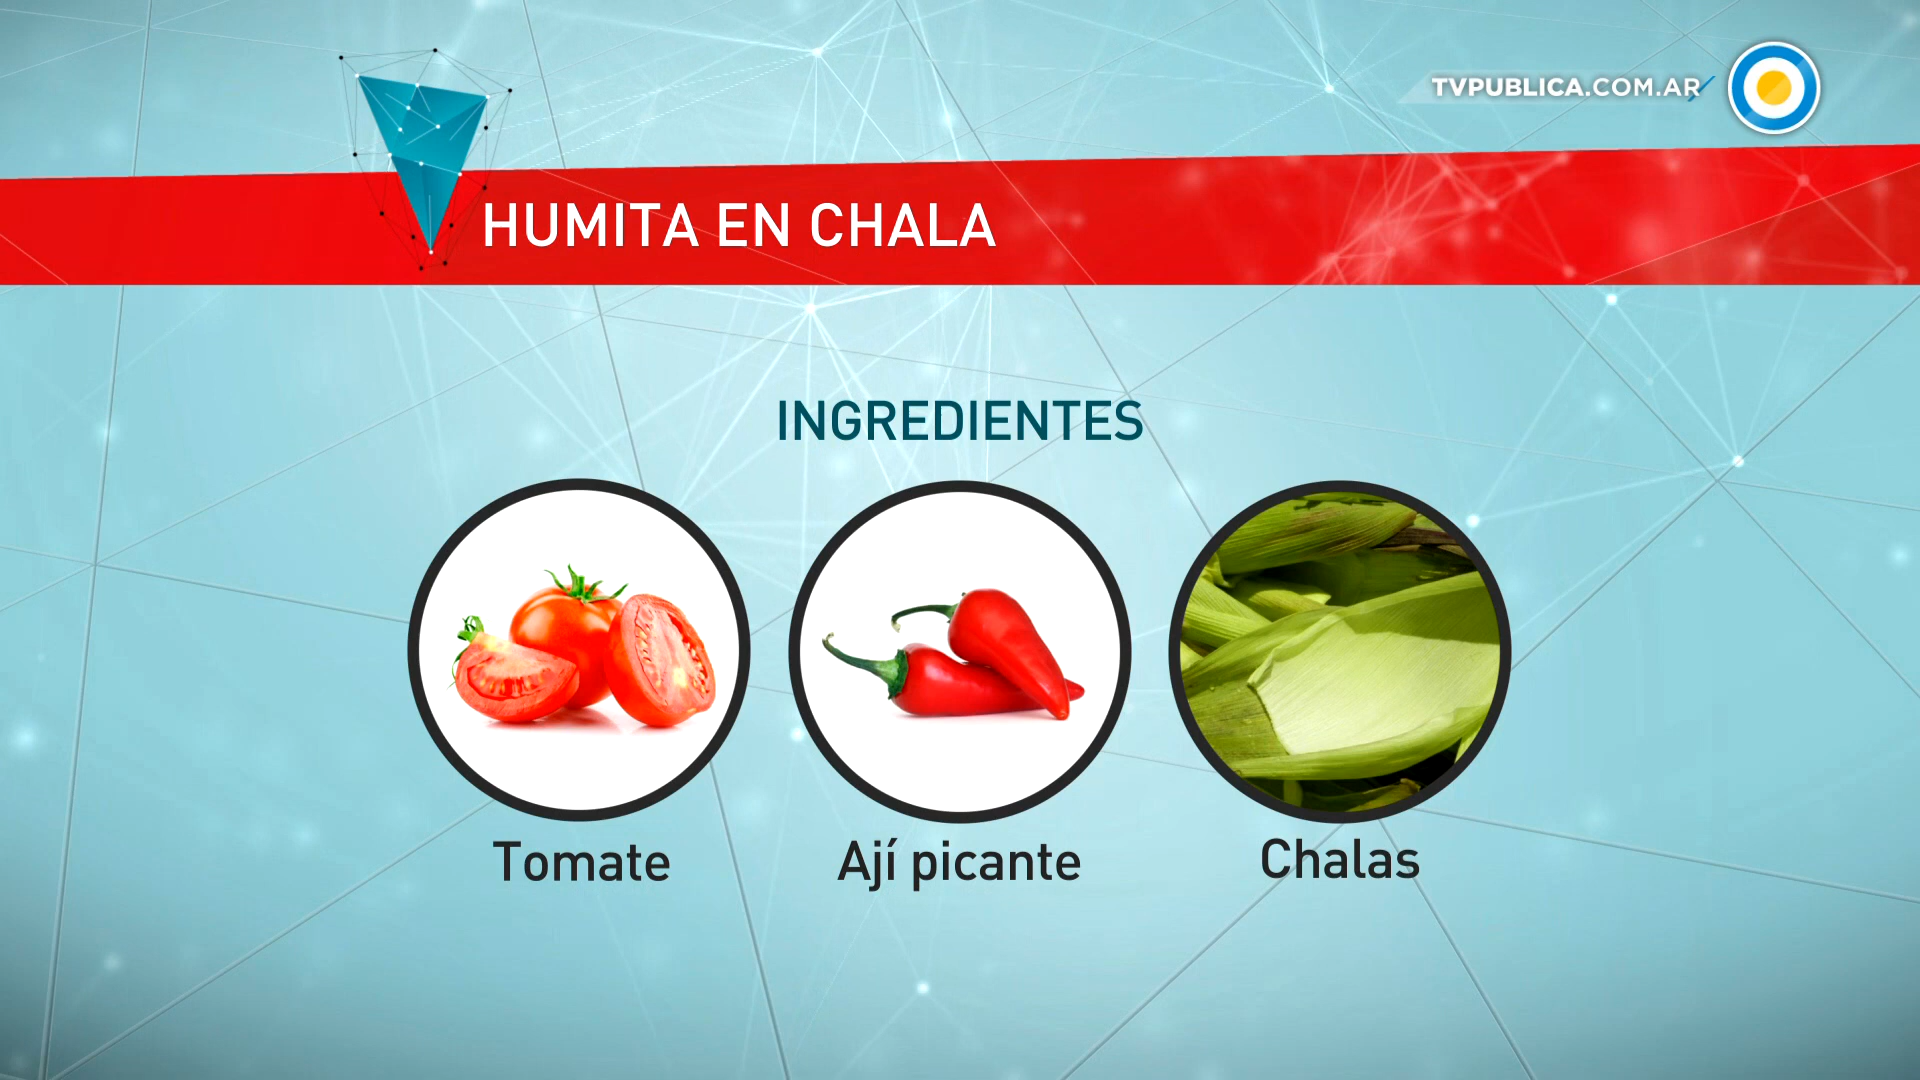 TVPUBLICA.COM.AR
HUMITA EN CHALA
INGREDIENTES
Tomate
Ají picante
Chalas